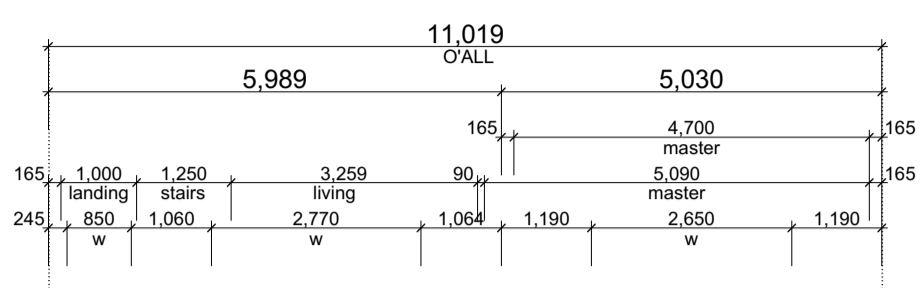 11,019
O'ALL
5,989 5,030
165 4,700 165
master
165 1,000 1,250 3,259 90 5,090 165
landing stairs living master
245 850 1,060 2,770 1,064 1,190 2,650 1,190
w w w